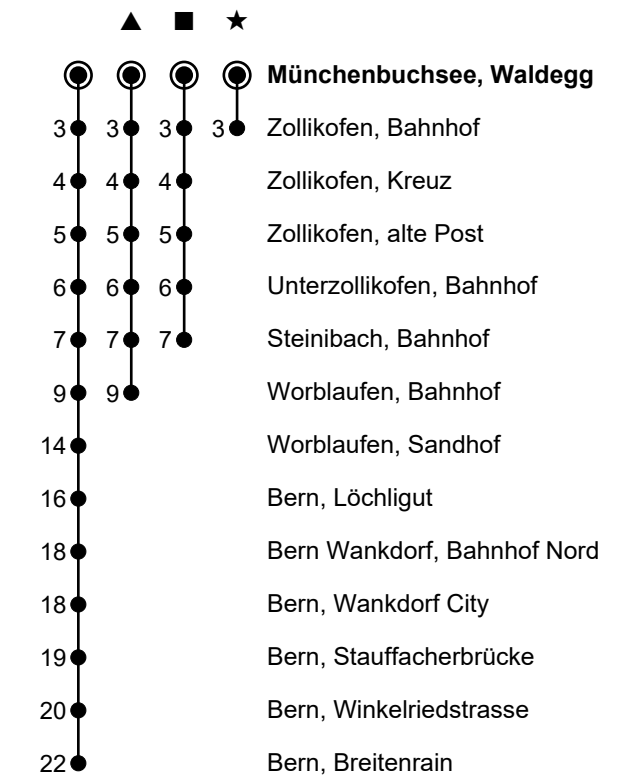 ▲ ■ ★
Münchenbuchsee, Waldegg
3 3 3 3 Zollikofen, Bahnhof
4 4 4 Zollikofen, Kreuz
5 5 5 Zollikofen, alte Post
6 6 6 Unterzollikofen, Bahnhof
7 7 7 Steinibach, Bahnhof
9 9 Worblaufen, Bahnhof
14 Worblaufen, Sandhof
16 Bern, Löchligut
18 Bern Wankdorf, Bahnhof Nord
18 Bern, Wankdorf City
19 Bern, Stauffacherbrücke
20 Bern, Winkelriedstrasse
22 Bern, Breitenrain